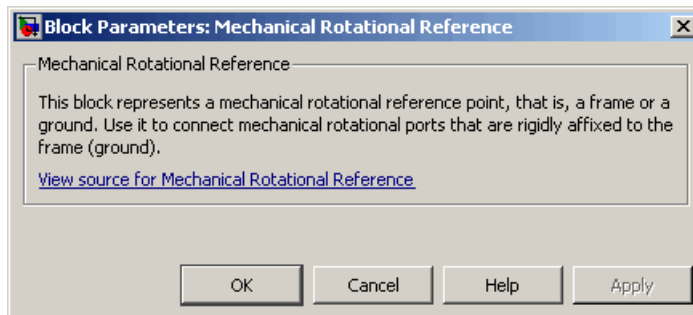 Block Parameters: Mechanical Rotational Reference
Mechanical Rotational Reference
This block represents a mechanical rotational reference point, that is, a frame or a
ground. Use it to connect mechanical rotational ports that are rigidly affixed to the
frame (ground).
View source for Mechanical Rotational Reference
OK Cancel Help Apply